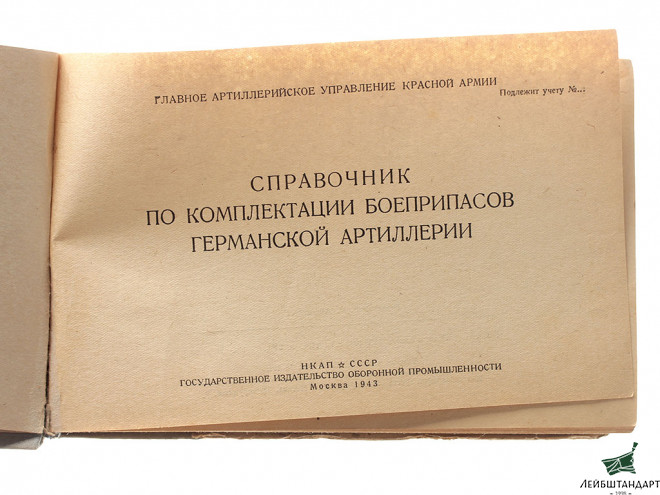 ГЛАВНОЕ АРТИЛЛЕРИЙСКОЕ УПРАВЛЕНИЕ КРАСНОЙ АРМИИ
Подлежит учету №...
СПРАВОЧНИК
ПО КОМПЛЕКТАЦИИ БОЕПРИПАСОВ
ГЕРМАНСКОЙ АРТИЛЛЕРИИ
НКАП ☆ СССР
ГОСУДАРСТВЕННОЕ ИЗДАТЕЛЬСТВО ОБОРОННОЙ ПРОМЫШЛЕННОСТИ
Москва 1943
ЛЕЙБШТАНДАРТ
1998